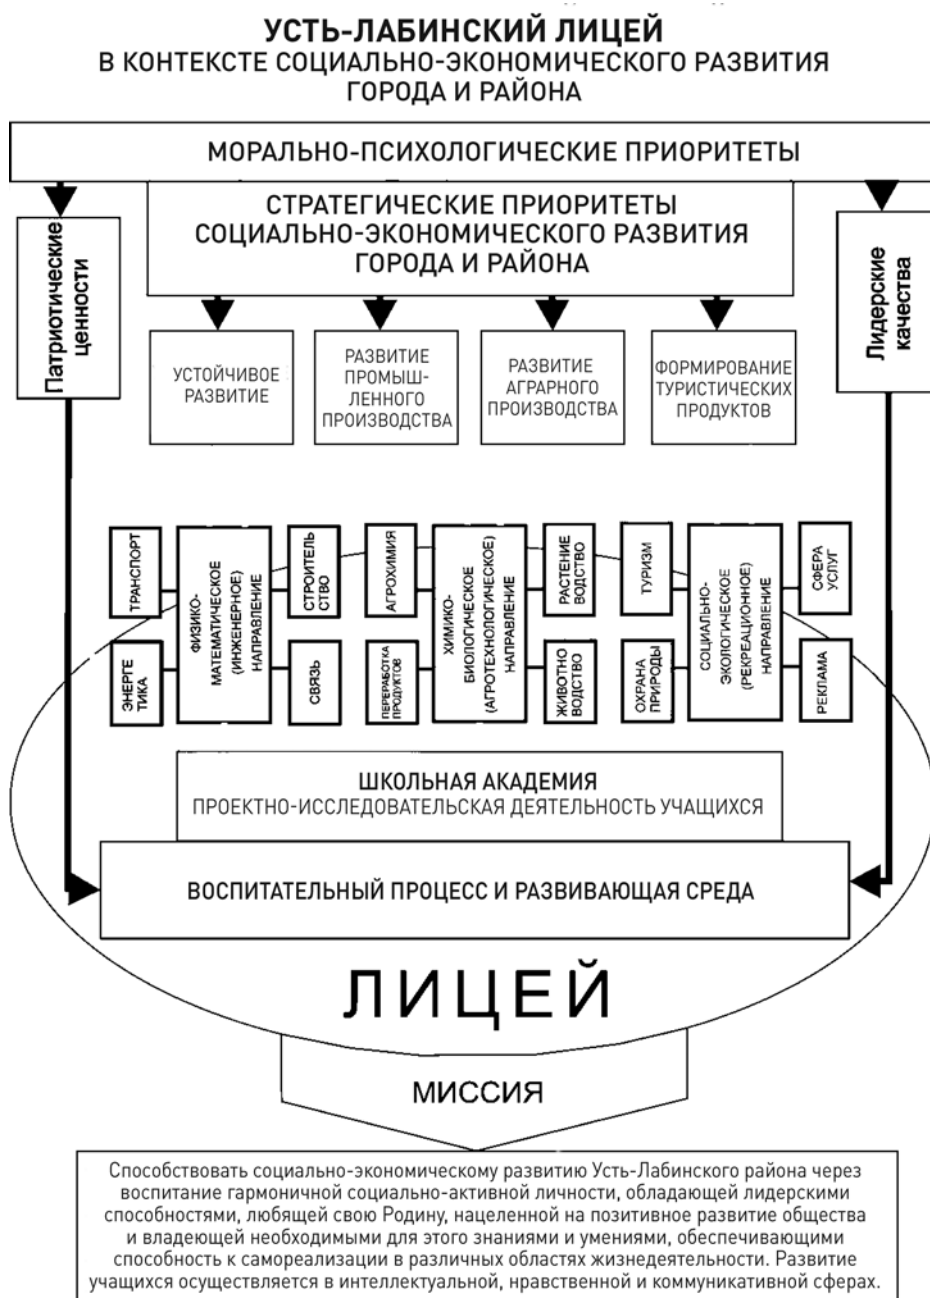 УСТЬ-ЛАБИНСКИЙ ЛИЦЕЙ
В КОНТЕКСТЕ СОЦИАЛЬНО-ЭКОНОМИЧЕСКОГО РАЗВИТИЯ
ГОРОДА И РАЙОНА
МОРАЛЬНО-ПСИХОЛОГИЧЕСКИЕ ПРИОРИТЕТЫ
СТРАТЕГИЧЕСКИЕ ПРИОРИТЕТЫ
СОЦИАЛЬНО-ЭКОНОМИЧЕСКОГО РАЗВИТИЯ
ГОРОДА И РАЙОНА
Патриотические
ценности
Лидерские
качества
УСТОЙЧИВОЕ
РАЗВИТИЕ
РАЗВИТИЕ
ПРОМЫШ-
ЛЕННОГО
ПРОИЗВОДСТВА
РАЗВИТИЕ
АГРАРНОГО
ПРОИЗВОДСТВА
ФОРМИРОВАНИЕ
ТУРИСТИЧЕСКИХ
ПРОДУКТОВ
ТРАНСПОРТ
ЭНЕРГЕ
ТИКА
ФИЗИКО-
МАТЕМАТИЧЕСКОЕ
(ИНЖЕНЕРНОЕ)
НАПРАВЛЕНИЕ
СТРОИТЕЛЬ
СТВО
СВЯЗЬ
АГРОХИМИЯ
ПЕРЕРАБОТКА
ПРОДУКТОВ
ХИМИКО-
БИОЛОГИЧЕСКОЕ
(АГРОТЕХНОЛОГИЧЕСКОЕ)
НАПРАВЛЕНИЕ
РАСТЕНИЕ
ВОДСТВО
ЖИВОТНО
ВОДСТВО
ТУРИЗМ
ОХРАНА
ПРИРОДЫ
СОЦИАЛЬНО-
ЭКОЛОГИЧЕСКОЕ
(РЕКРЕАЦИОННОЕ)
НАПРАВЛЕНИЕ
СФЕРА
УСЛУГ
РЕКЛАМА
ШКОЛЬНАЯ АКАДЕМИЯ
ПРОЕКТНО-ИССЛЕДОВАТЕЛЬСКАЯ ДЕЯТЕЛЬНОСТЬ УЧАЩИХСЯ
ВОСПИТАТЕЛЬНЫЙ ПРОЦЕСС И РАЗВИВАЮЩАЯ СРЕДА
ЛИЦЕЙ
МИССИЯ
Способствовать социально-экономическому развитию Усть-Лабинского района через
воспитание гармоничной социально-активной личности, обладающей лидерскими
способностями, любящей свою Родину, нацеленной на позитивное развитие общества
и владеющей необходимыми для этого знаниями и умениями, обеспечивающими
способность к самореализации в различных областях жизнедеятельности. Развитие
учащихся осуществляется в интеллектуальной, нравственной и коммуникативной сферах.